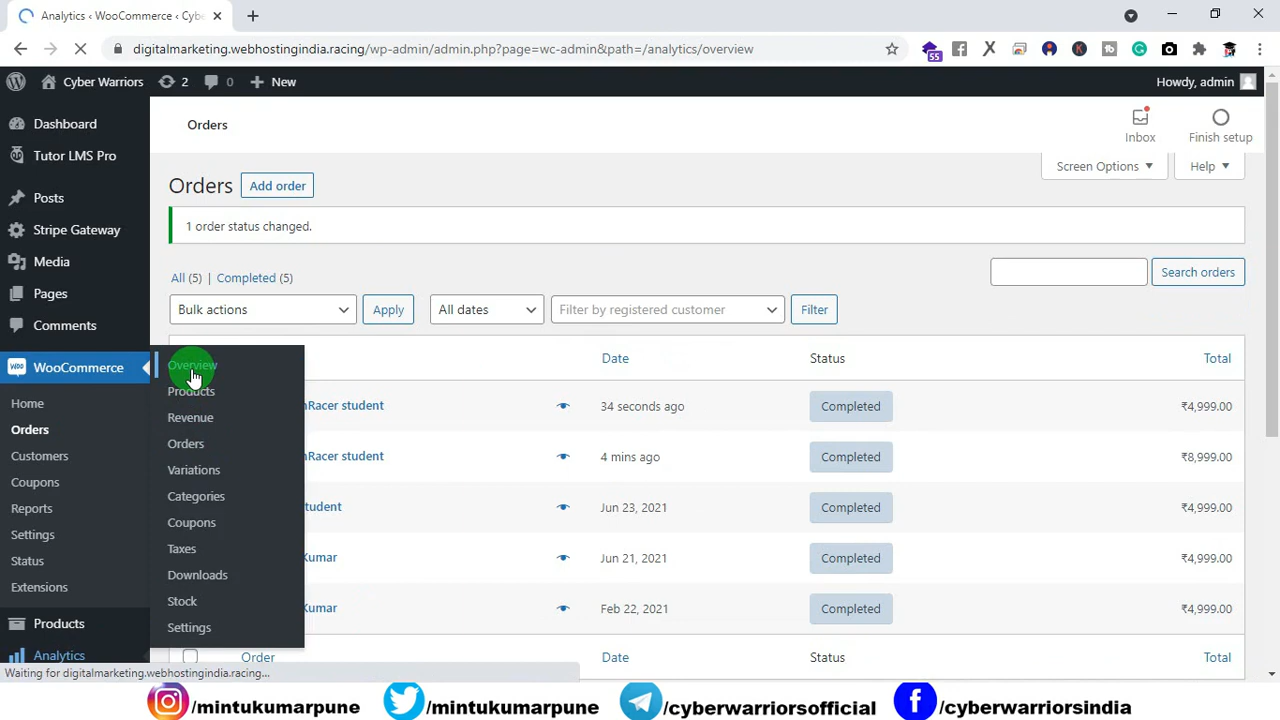 Analytics ‹ WooCommerce ‹ Cybe
digitalmarketing.webhostingindia.racing/wp-admin/admin.php?page=wc-admin&path=/analytics/overview
55
Cyber Warriors
2
0
New
Howdy, admin
Dashboard
Tutor LMS Pro
Posts
Stripe Gateway
Media
Pages
Comments
WooCommerce
Home
Orders
Customers
Coupons
Reports
Settings
Status
Extensions
Products
Analytics
Overview
Products
Revenue
Orders
Variations
Categories
Coupons
Taxes
Downloads
Stock
Settings
Orders
Inbox
Finish setup
Screen Options
Help
Orders
Add order
1 order status changed.
All (5) | Completed (5)
Search orders
Bulk actions
Apply
All dates
Filter by registered customer
Filter
Date
Status
Total
Racer student
34 seconds ago
Completed
₹4,999.00
Racer student
4 mins ago
Completed
₹8,999.00
tudent
Jun 23, 2021
Completed
₹4,999.00
Kumar
Jun 21, 2021
Completed
₹4,999.00
Kumar
Feb 22, 2021
Completed
₹4,999.00
Order
Date
Status
Total
Waiting for digitalmarketing.webhostingindia.racing...
/mintukumarpune
/mintukumarpune
/cyberwarriorsofficial
/cyberwarriorsindia